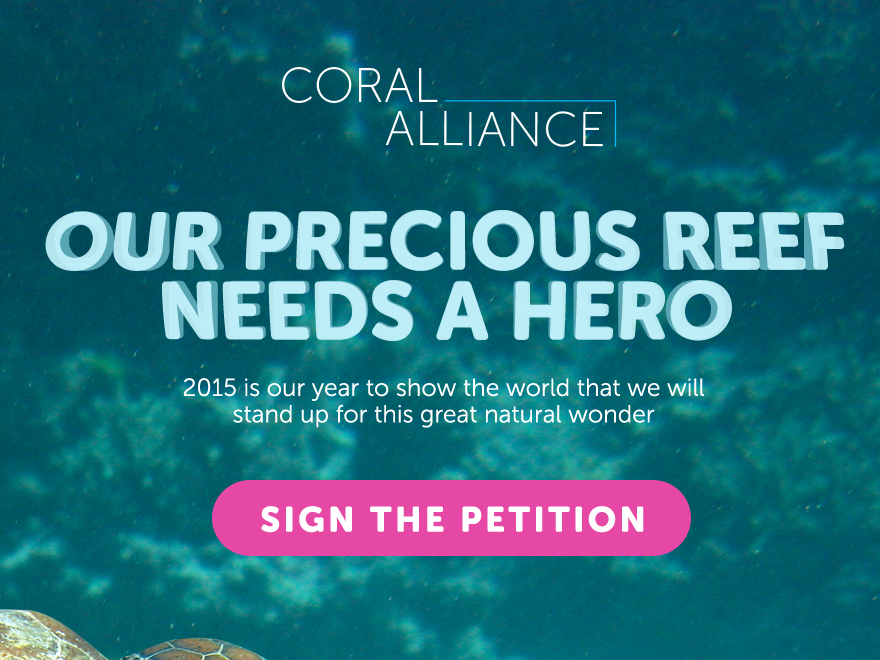 CORAL
ALLIANCE
OUR PRECIOUS REEF
NEEDS A HERO
2015 is our year to show the world that we will
stand up for this great natural wonder
SIGN THE PETITION